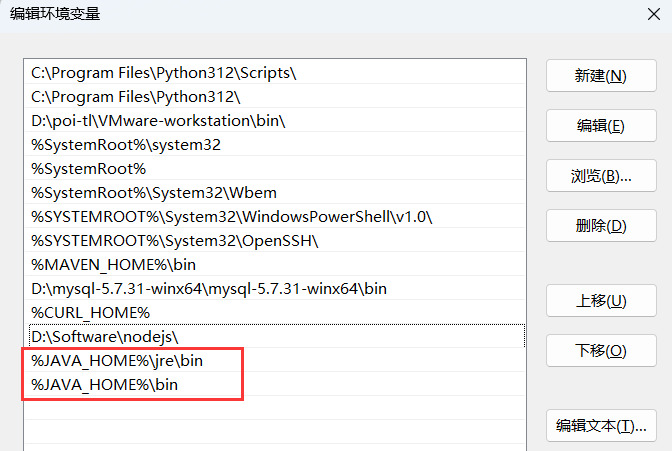 编辑环境变量
C:\Program Files\Python312\Scripts\
C:\Program Files\Python312\
D:\poi-tl\VMware-workstation\bin\
%SystemRoot%\system32
%SystemRoot%
%SystemRoot%\System32\Wbem
%SYSTEMROOT%\System32\WindowsPowerShell\v1.0\
%SYSTEMROOT%\System32\OpenSSH\
%MAVEN_HOME%\bin
D:\mysql-5.7.31-winx64\mysql-5.7.31-winx64\bin
%CURL_HOME%
D:\Software\nodejs\
%JAVA_HOME%\jre\bin
%JAVA_HOME%\bin
新建(N)
编辑(E)
浏览(B)...
删除(D)
上移(U)
下移(O)
编辑文本(T)...